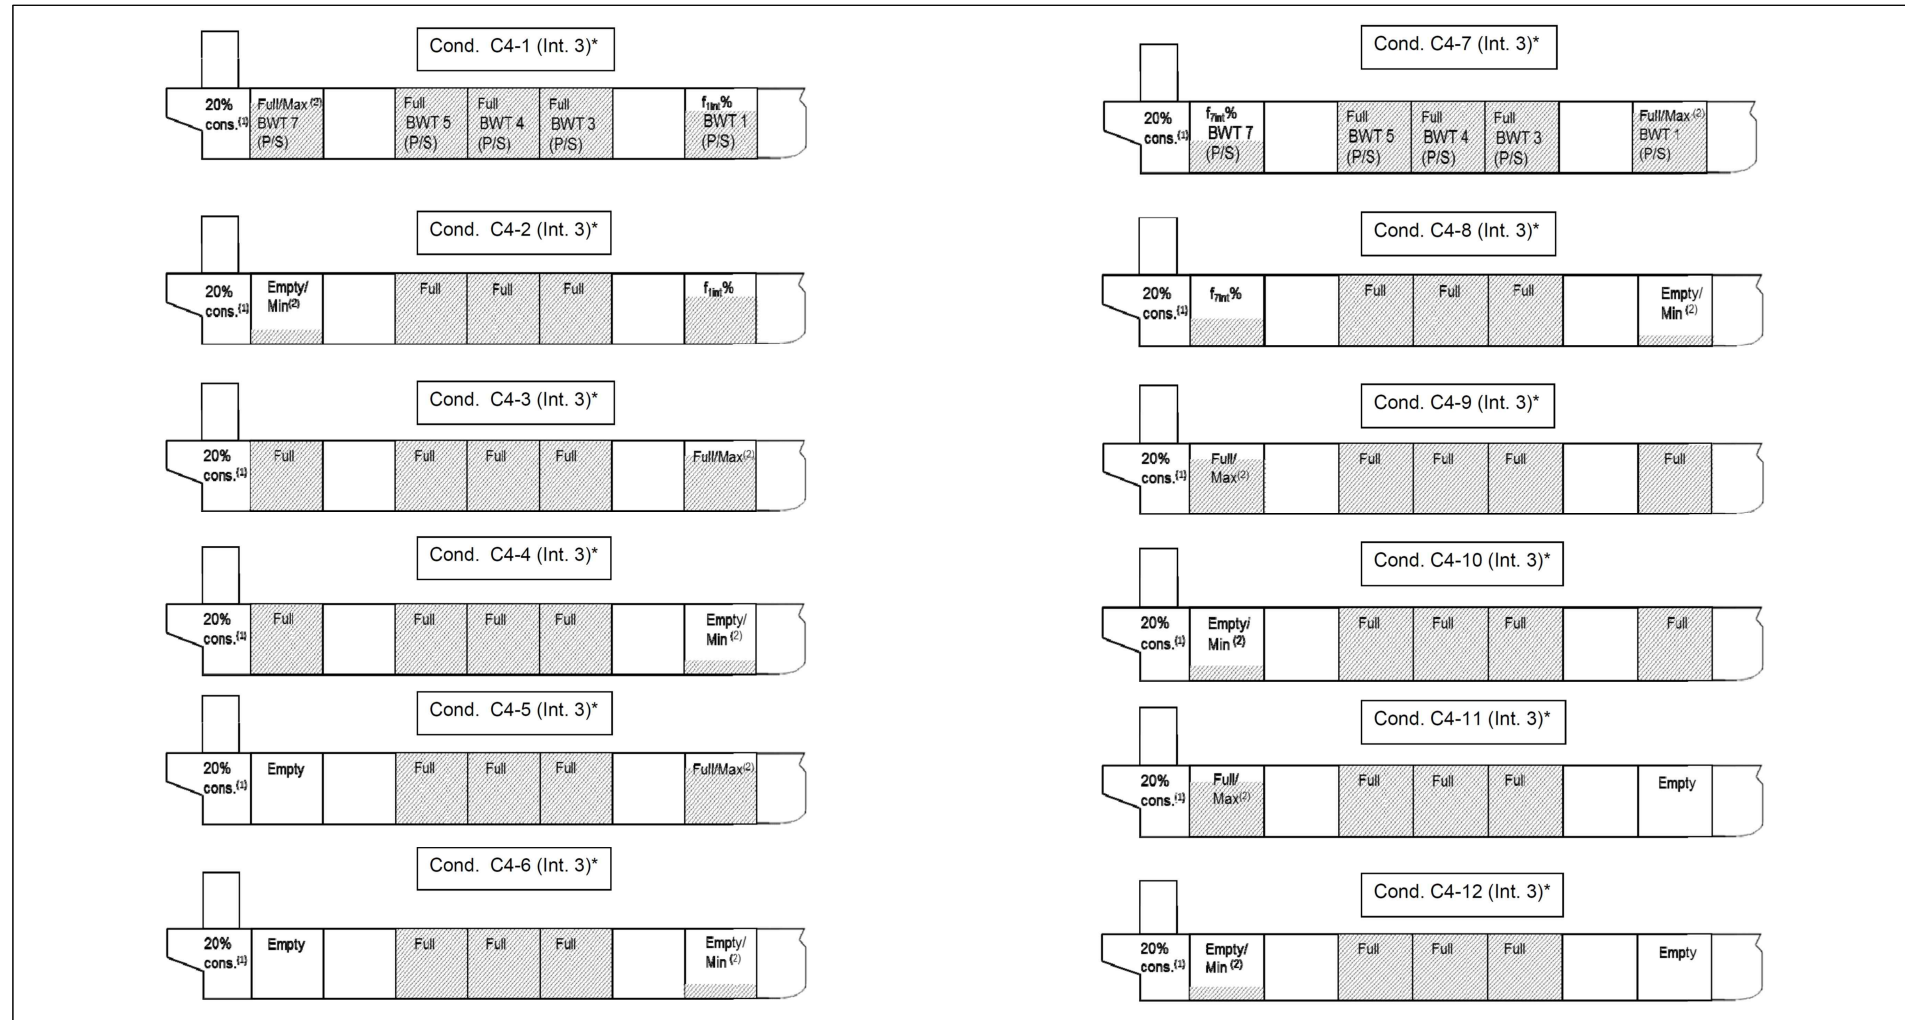 Cond. C4-1 (Int. 3)*
20% cons.(1)
Full/Max (2) BWT 7 (P/S)
Full BWT 5 (P/S)
Full BWT 4 (P/S)
Full BWT 3 (P/S)
f1int% BWT 1 (P/S)
Cond. C4-2 (Int. 3)*
20% cons.(1)
Empty/ Min(2)
Full
Full
Full
f1int%
Cond. C4-3 (Int. 3)*
20% cons.(1)
Full
Full
Full
Full
Full/Max(2)
Cond. C4-4 (Int. 3)*
20% cons.(1)
Full
Full
Full
Full
Empty/ Min (2)
Cond. C4-5 (Int. 3)*
20% cons.(1)
Empty
Full
Full
Full
Full/Max(2)
Cond. C4-6 (Int. 3)*
20% cons.(1)
Empty
Full
Full
Full
Empty/ Min (2)
Cond. C4-7 (Int. 3)*
20% cons.(1)
f7int% BWT 7 (P/S)
Full BWT 5 (P/S)
Full BWT 4 (P/S)
Full BWT 3 (P/S)
Full/Max (2) BWT 1 (P/S)
Cond. C4-8 (Int. 3)*
20% cons.(1)
f7int%
Full
Full
Full
Empty/ Min (2)
Cond. C4-9 (Int. 3)*
20% cons.(1)
Full/ Max(2)
Full
Full
Full
Full
Cond. C4-10 (Int. 3)*
20% cons.(1)
Empty/ Min (2)
Full
Full
Full
Full
Cond. C4-11 (Int. 3)*
20% cons.(1)
Full/ Max(2)
Full
Full
Full
Empty
Cond. C4-12 (Int. 3)*
20% cons.(1)
Empty/ Min (2)
Full
Full
Full
Empty